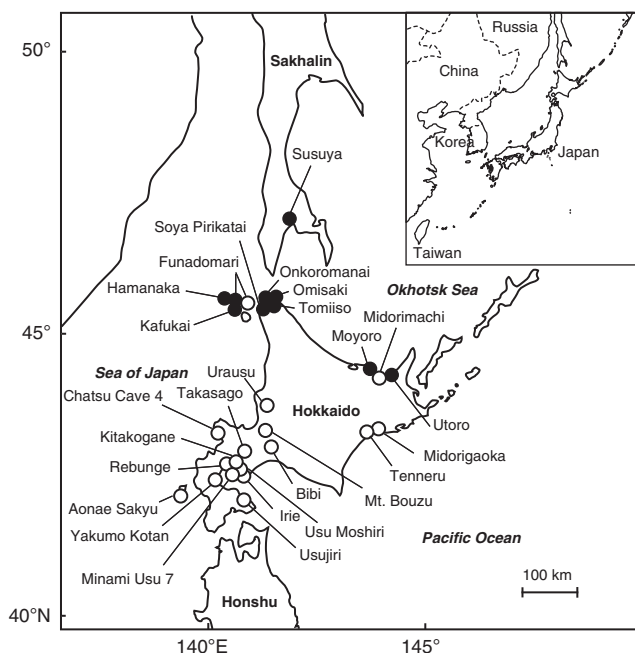 50°
Russia
China
Korea
Japan
Taiwan
Sakhalin
Susuya
Soya Pirikatai
Funadomari
Onkoromanai
Hamanaka
Omisaki
Tomiiso
Kafukai
Okhotsk Sea
Midorimachi
Moyoro
45°
Sea of Japan
Urausu
Takasago
Chatsu Cave 4
Hokkaido
Utoro
Kitakogane
Midorigaoka
Rebunge
Tenneru
Bibi
Mt. Bouzu
Aonae Sakyu
Irie
Yakumo Kotan
Usu Moshiri
Usujiri
Pacific Ocean
Minami Usu 7
100 km
Honshu
40°N
140°E
145°